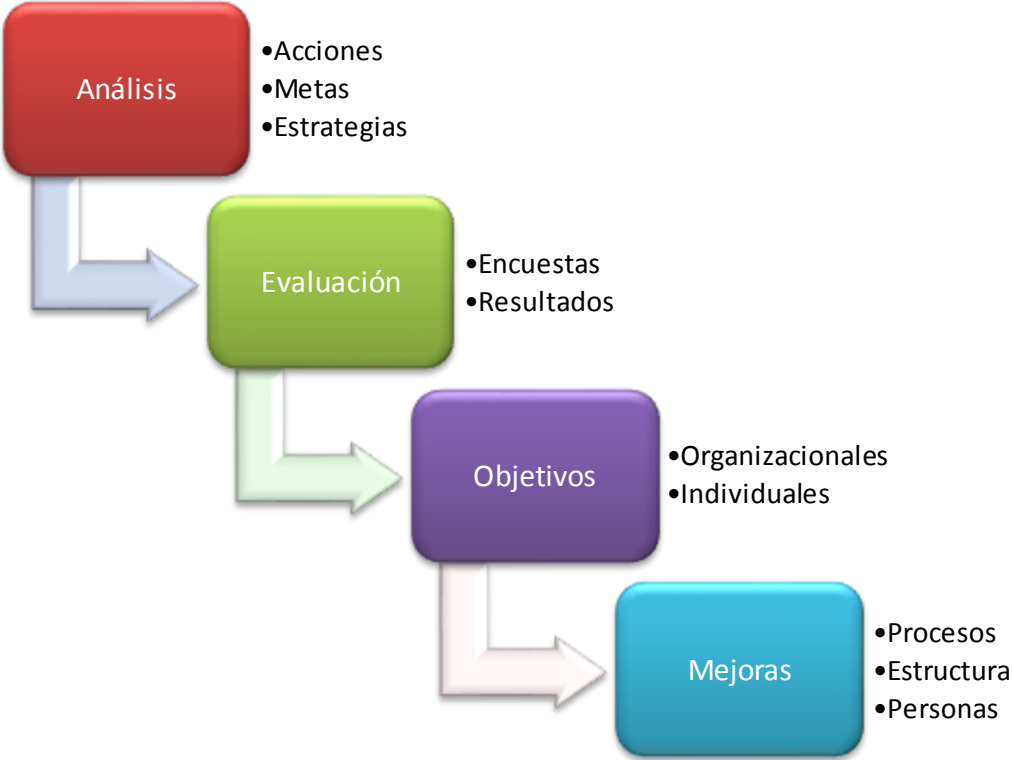 Análisis
•Acciones
•Metas
•Estrategias
Evaluación
•Encuestas
•Resultados
Objetivos
•Organizacionales
•Individuales
Mejoras
•Procesos
•Estructura
•Personas